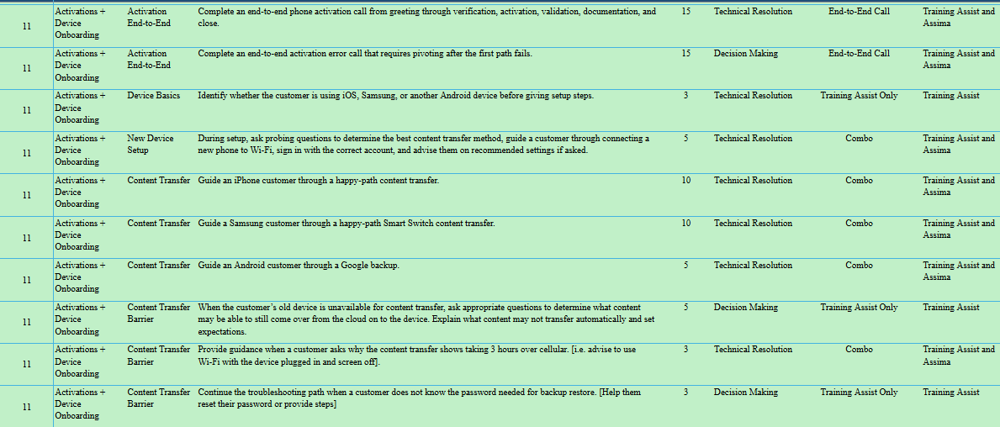 11 Activations + Device Onboarding Activation End-to-End Complete an end-to-end phone activation call from greeting through verification, activation, validation, documentation, and close. 15 Technical Resolution End-to-End Call Training Assist and Assima
11 Activations + Device Onboarding Activation End-to-End Complete an end-to-end activation error call that requires pivoting after the first path fails. 15 Decision Making End-to-End Call Training Assist and Assima
11 Activations + Device Onboarding Device Basics Identify whether the customer is using iOS, Samsung, or another Android device before giving setup steps. 3 Technical Resolution Training Assist Only Training Assist
11 Activations + Device Onboarding New Device Setup During setup, ask probing questions to determine the best content transfer method, guide a customer through connecting a new phone to Wi-Fi, sign in with the correct account, and advise them on recommended settings if asked. 5 Technical Resolution Combo Training Assist and Assima
11 Activations + Device Onboarding Content Transfer Guide an iPhone customer through a happy-path content transfer. 10 Technical Resolution Combo Training Assist and Assima
11 Activations + Device Onboarding Content Transfer Guide a Samsung customer through a happy-path Smart Switch content transfer. 10 Technical Resolution Combo Training Assist and Assima
11 Activations + Device Onboarding Content Transfer Guide an Android customer through a Google backup. 5 Technical Resolution Combo Training Assist and Assima
11 Activations + Device Onboarding Content Transfer Barrier When the customer's old device is unavailable for content transfer, ask appropriate questions to determine what content may be able to still come over from the cloud on to the device. Explain what content may not transfer automatically and set expectations. 5 Decision Making Training Assist Only Training Assist
11 Activations + Device Onboarding Content Transfer Barrier Provide guidance when a customer asks why the content transfer shows taking 3 hours over cellular. [i.e. advise to use Wi-Fi with the device plugged in and screen off]. 3 Technical Resolution Combo Training Assist and Assima
11 Activations + Device Onboarding Content Transfer Barrier Continue the troubleshooting path when a customer does not know the password needed for backup restore. [Help them reset their password or provide steps] 3 Decision Making Training Assist Only Training Assist